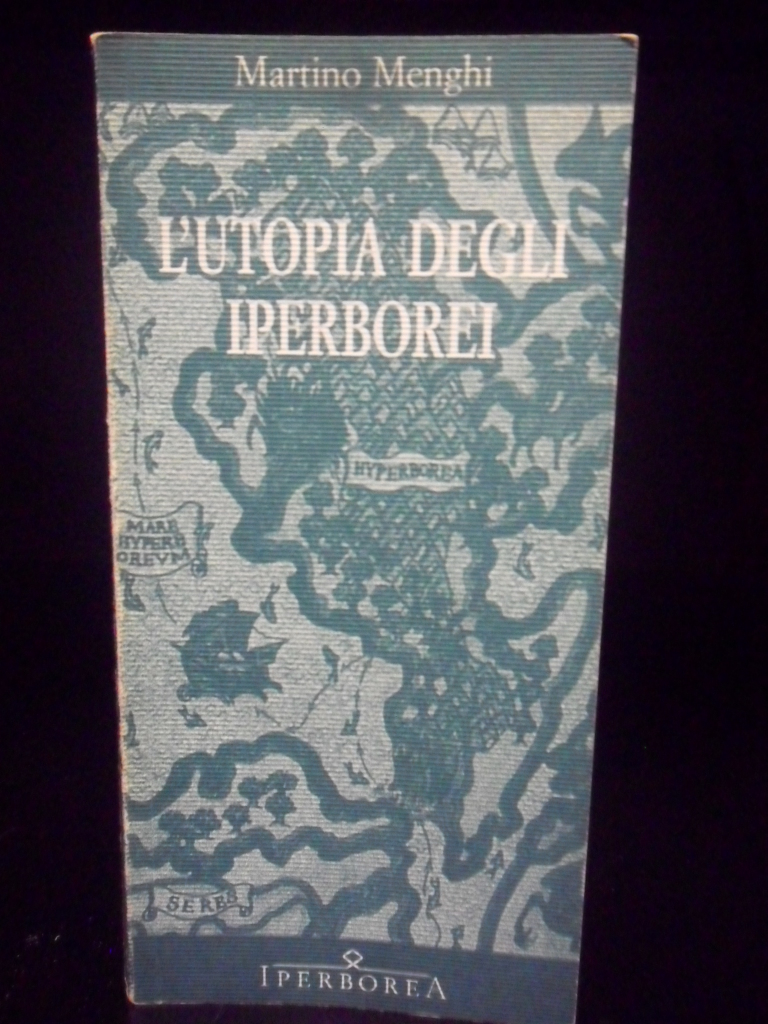 Martino Menghi
L'UTOPIA DEGLI
IPERBOREI
HYPERBOREA
MARE
HYPERB
OREVM
SERES
IPERBOREA